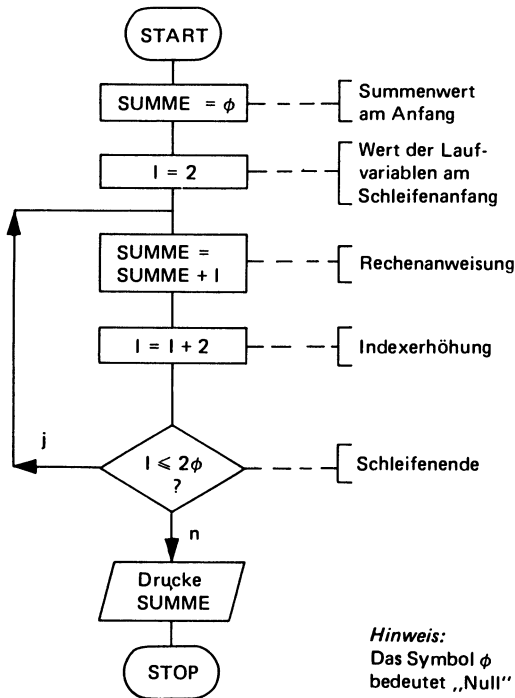 START
SUMME = ϕ
Summenwert
am Anfang
I = 2
Wert der Lauf-
variablen am
Schleifenanfang
SUMME =
SUMME + I
Rechenanweisung
I = I + 2
Indexerhöhung
j
I ⩽ 2ϕ
?
Schleifenende
n
Drucke
SUMME
STOP
Hinweis:
Das Symbol ϕ
bedeutet „Null"